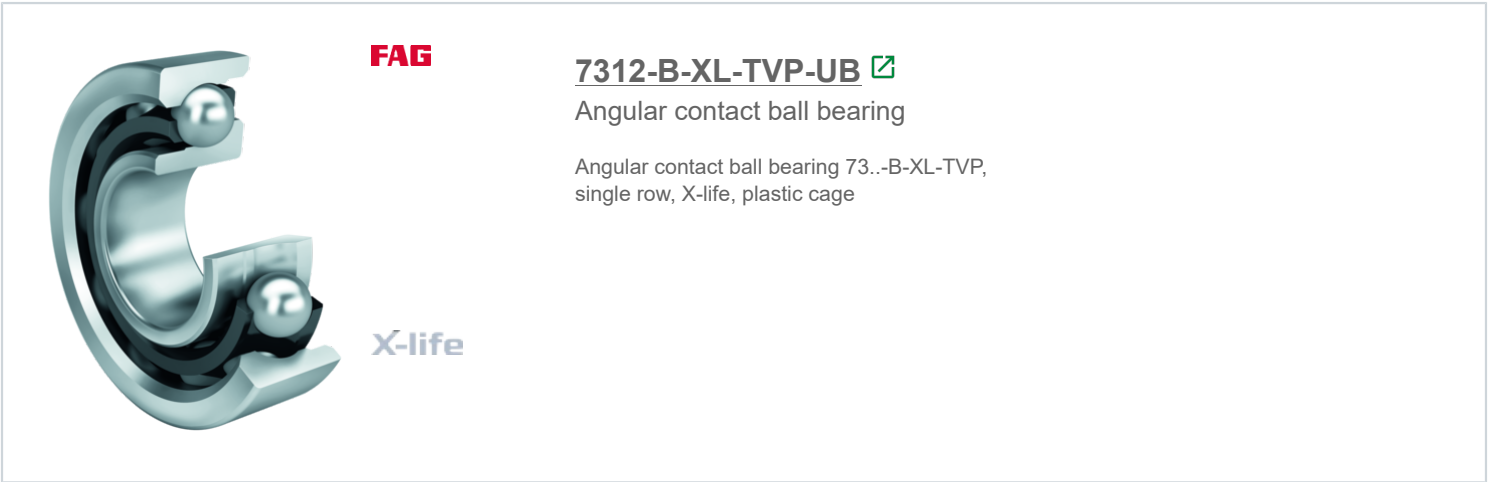 FAG
7312-B-XL-TVP-UB
Angular contact ball bearing
Angular contact ball bearing 73..-B-XL-TVP,
single row, X-life, plastic cage
X-life